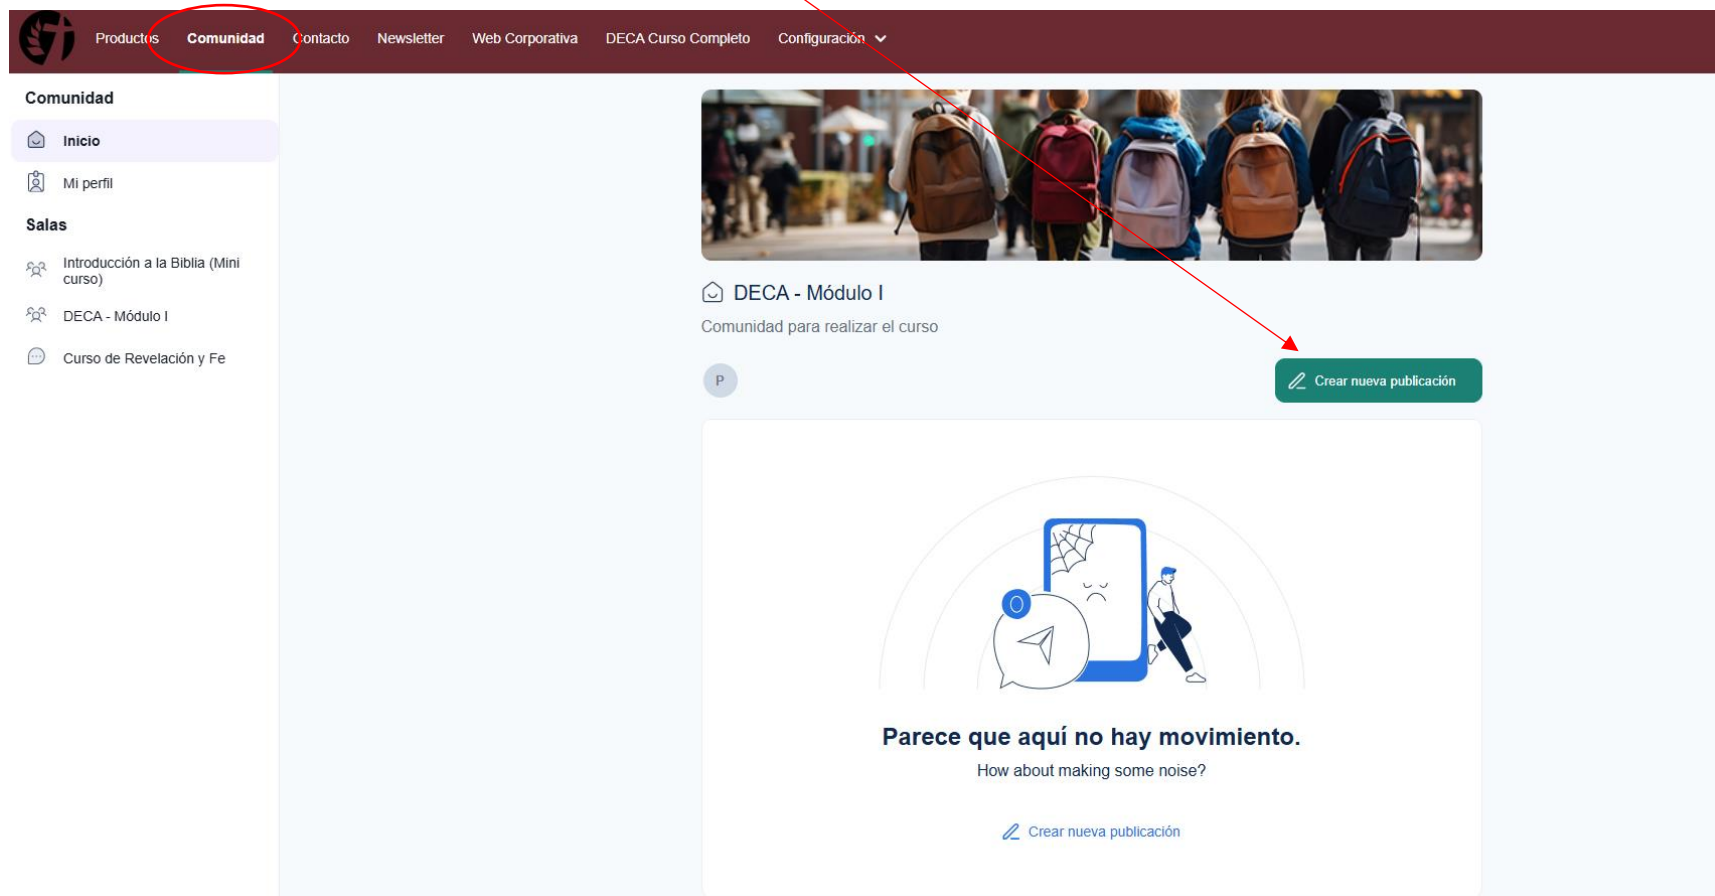 Productos Comunidad Contacto Newsletter Web Corporativa DECA Curso Completo Configuración
Comunidad
Inicio
Mi perfil
Salas
Introducción a la Biblia (Mini
curso)
DECA - Módulo I
Curso de Revelación y Fe
DECA - Módulo I
Comunidad para realizar el curso
P
Crear nueva publicación
0
Parece que aquí no hay movimiento.
How about making some noise?
Crear nueva publicación